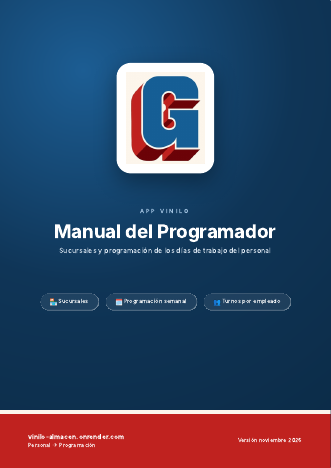 G
APP VINILO
Manual del Programador
Sucursales y programación de los días de trabajo del personal
Sucursales
Programación semanal
Turnos por empleado
vinilo-almacen.onrender.com
Personal → Programación
Versión noviembre 2025